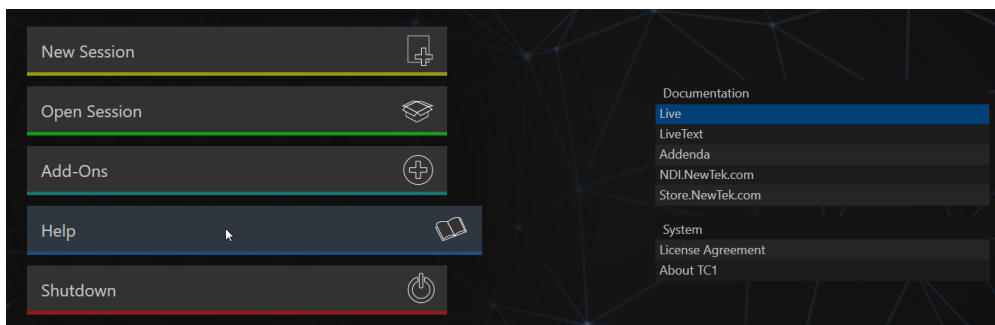 New Session
Open Session
Add-Ons
Help
Shutdown
Documentation
Live
LiveText
Addenda
NDI.NewTek.com
Store.NewTek.com
System
License Agreement
About TC1